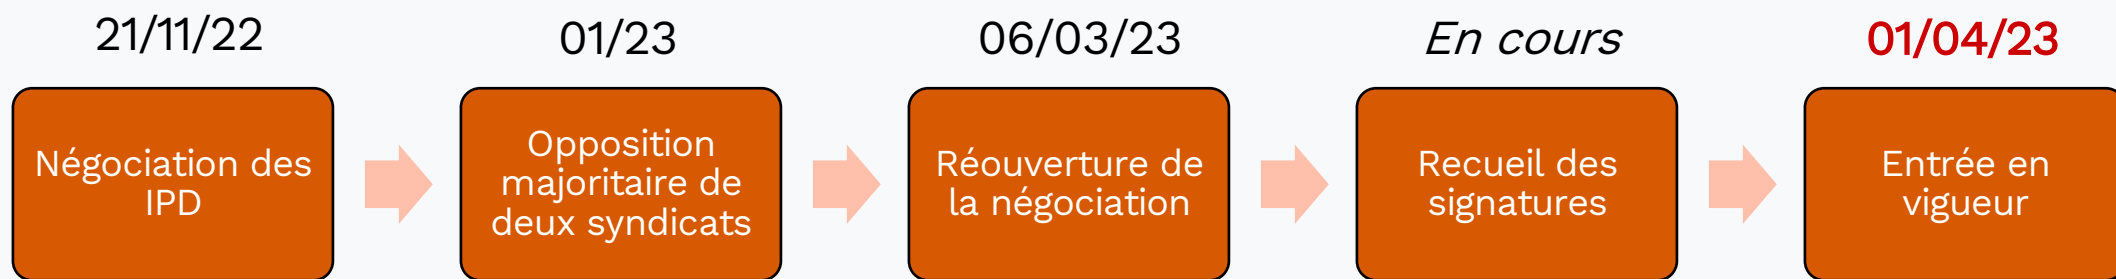 21/11/22
01/23
06/03/23
En cours
01/04/23
Négociation des
IPD
Opposition
majoritaire de
deux syndicats
Réouverture de
la négociation
Recueil des
signatures
Entrée en
vigueur